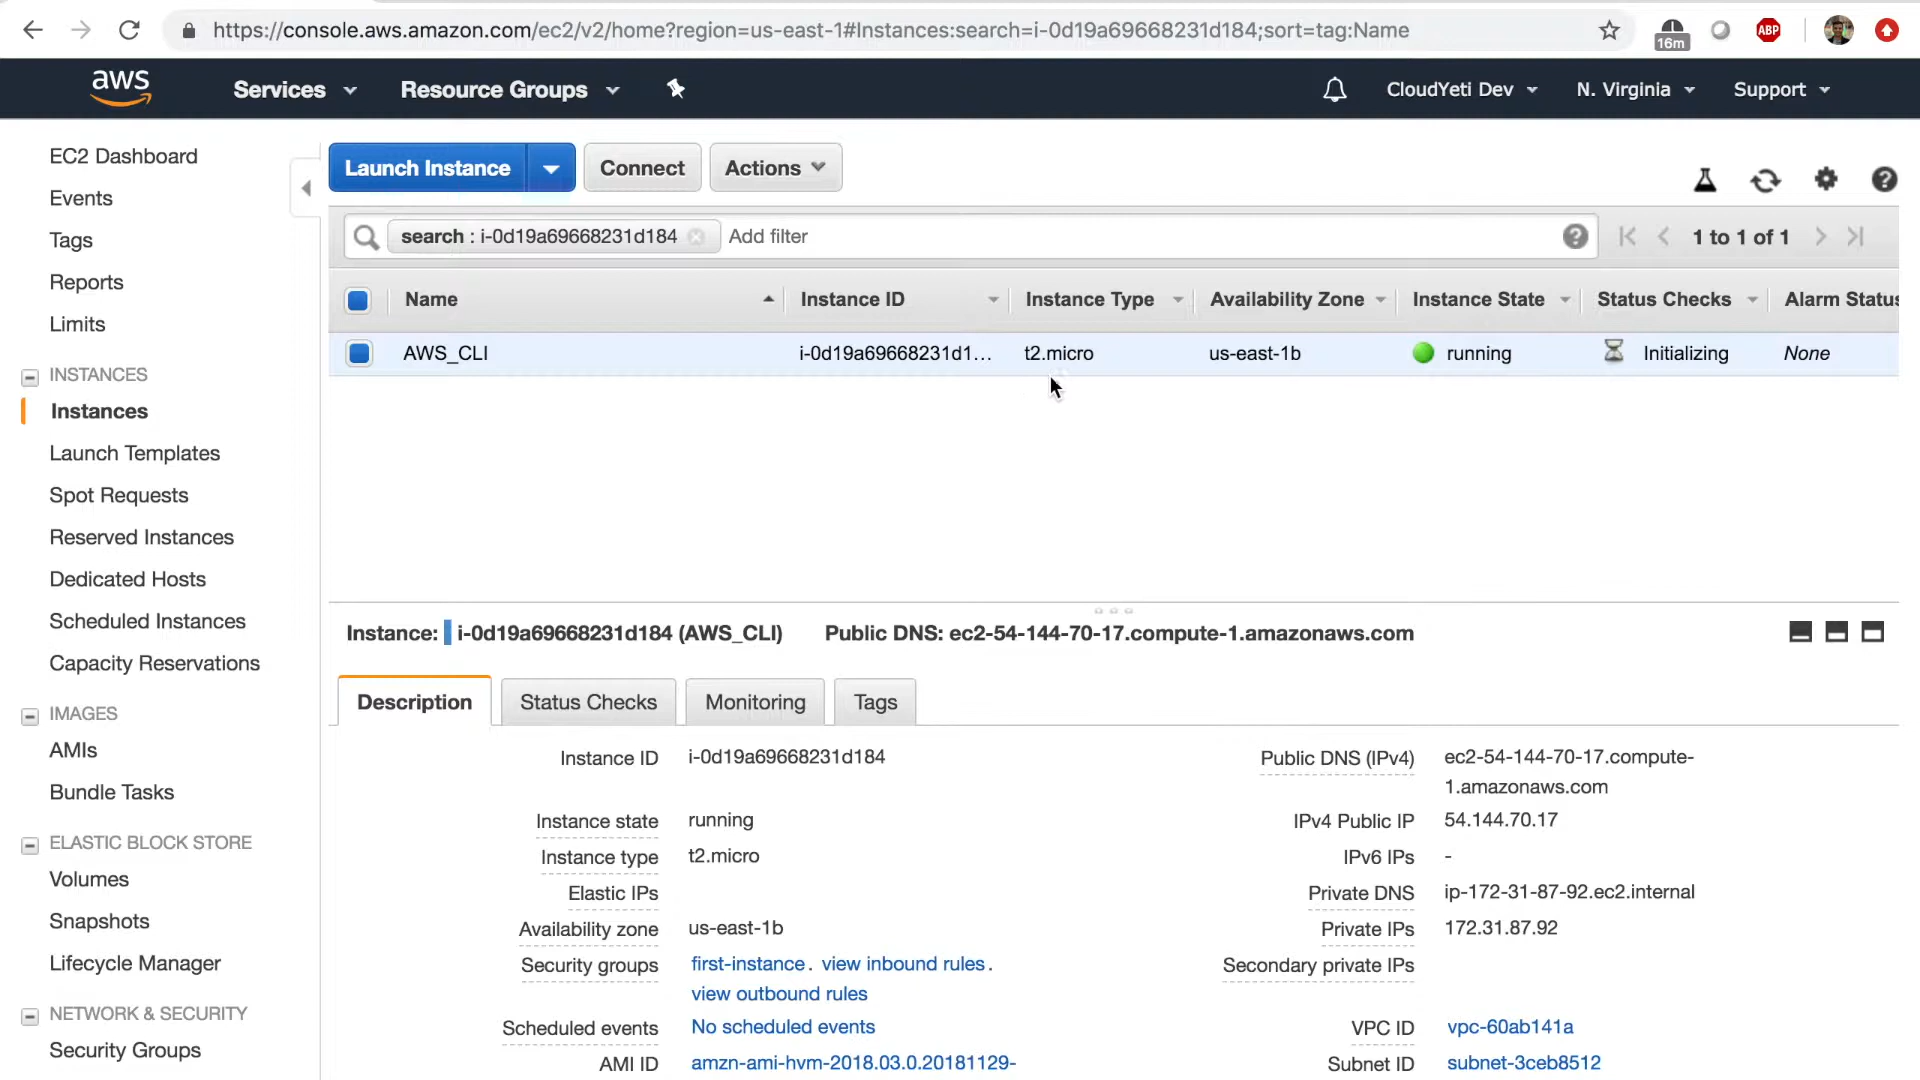 https://console.aws.amazon.com/ec2/v2/home?region=us-east-1#Instances:search=i-0d19a69668231d184;sort=tag:Name
16m
ABP
aws
Services
Resource Groups
CloudYeti Dev
N. Virginia
Support
EC2 Dashboard
Events
Tags
Reports
Limits
INSTANCES
Instances
Launch Templates
Spot Requests
Reserved Instances
Dedicated Hosts
Scheduled Instances
Capacity Reservations
IMAGES
AMIs
Bundle Tasks
ELASTIC BLOCK STORE
Volumes
Snapshots
Lifecycle Manager
NETWORK & SECURITY
Security Groups
Launch Instance
Connect
Actions
search : i-0d19a69668231d184
Add filter
1 to 1 of 1
Name Instance ID Instance Type Availability Zone Instance State Status Checks Alarm Status
AWS_CLI i-0d19a69668231d1... t2.micro us-east-1b running Initializing None
Instance: i-0d19a69668231d184 (AWS_CLI) Public DNS: ec2-54-144-70-17.compute-1.amazonaws.com
Description Status Checks Monitoring Tags
Instance ID i-0d19a69668231d184
Instance state running
Instance type t2.micro
Elastic IPs
Availability zone us-east-1b
Security groups first-instance. view inbound rules.
view outbound rules
Scheduled events No scheduled events
AMI ID amzn-ami-hvm-2018.03.0.20181129-
Public DNS (IPv4) ec2-54-144-70-17.compute-
1.amazonaws.com
IPv4 Public IP 54.144.70.17
IPv6 IPs -
Private DNS ip-172-31-87-92.ec2.internal
Private IPs 172.31.87.92
Secondary private IPs
VPC ID vpc-60ab141a
Subnet ID subnet-3ceb8512